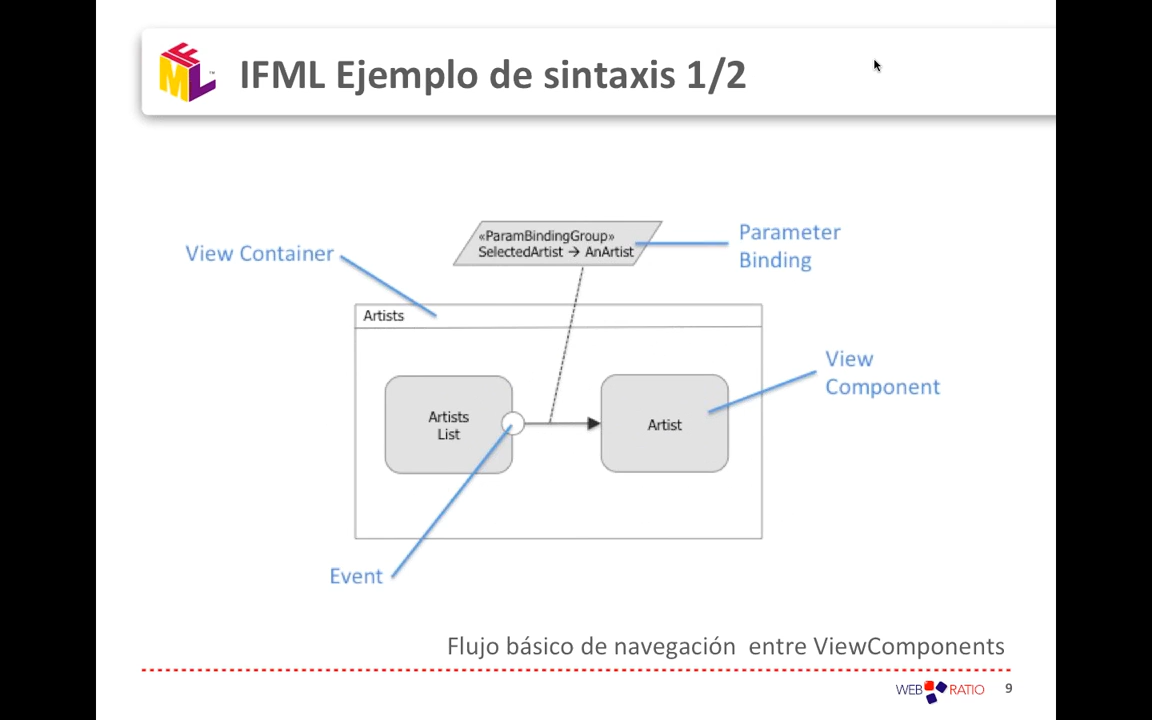 IFML
IFML Ejemplo de sintaxis 1/2
«ParamBindingGroup»
SelectedArtist → AnArtist
Parameter
Binding
View Container
Artists
View
Component
Artists
List
Artist
Event
Flujo básico de navegación entre ViewComponents
WEB RATIO
9